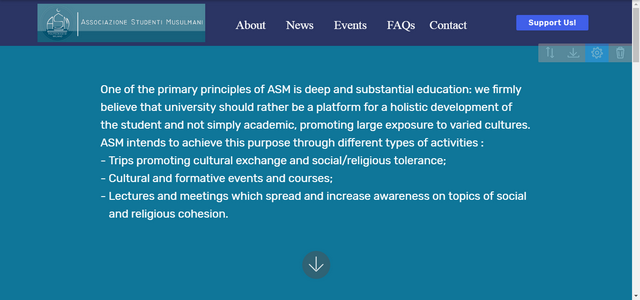 Associazione Studenti Musulmani
About News Events FAQs Contact
Support Us!
One of the primary principles of ASM is deep and substantial education: we firmly
believe that university should rather be a platform for a holistic development of
the student and not simply academic, promoting large exposure to varied cultures.
ASM intends to achieve this purpose through different types of activities :
- Trips promoting cultural exchange and social/religious tolerance;
- Cultural and formative events and courses;
- Lectures and meetings which spread and increase awareness on topics of social
and religious cohesion.